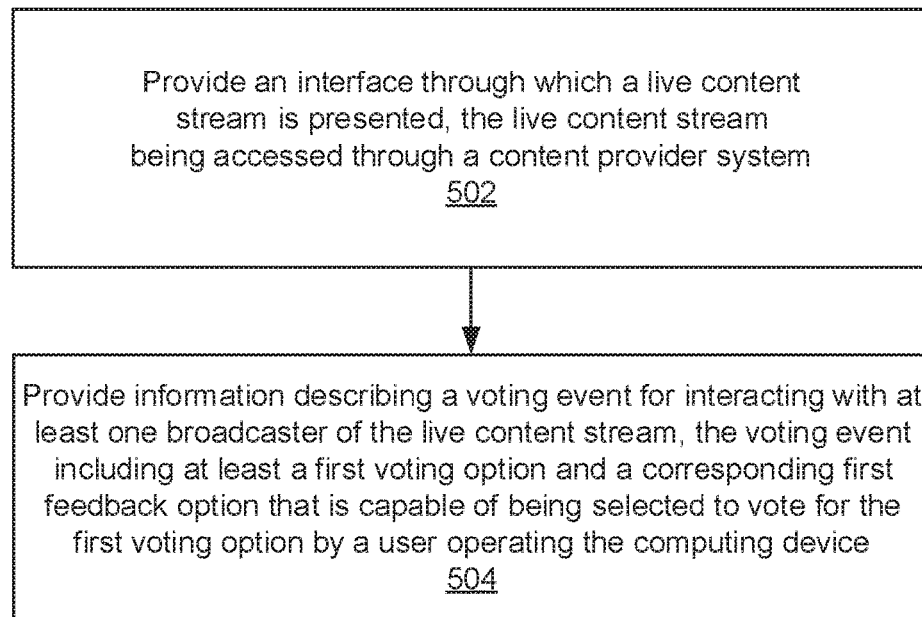 Provide an interface through which a live content
stream is presented, the live content stream
being accessed through a content provider system
502
Provide information describing a voting event for interacting with at
least one broadcaster of the live content stream, the voting event
including at least a first voting option and a corresponding first
feedback option that is capable of being selected to vote for the
first voting option by a user operating the computing device
504